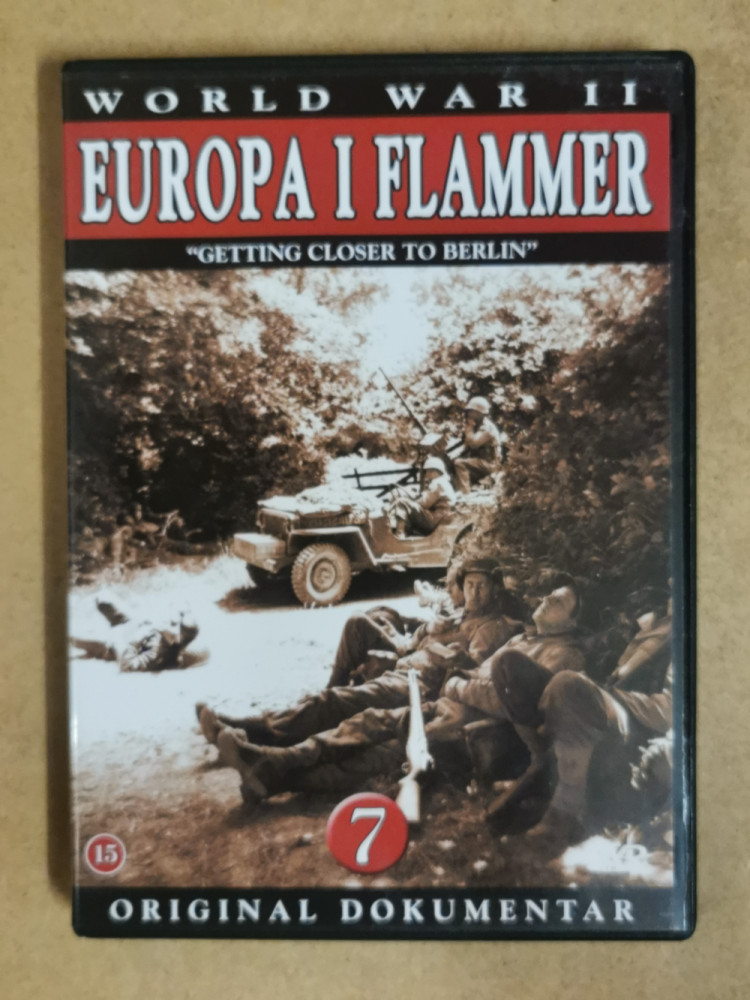 WORLD WAR II
EUROPA I FLAMMER
“GETTING CLOSER TO BERLIN”
7
15
ORIGINAL DOKUMENTAR